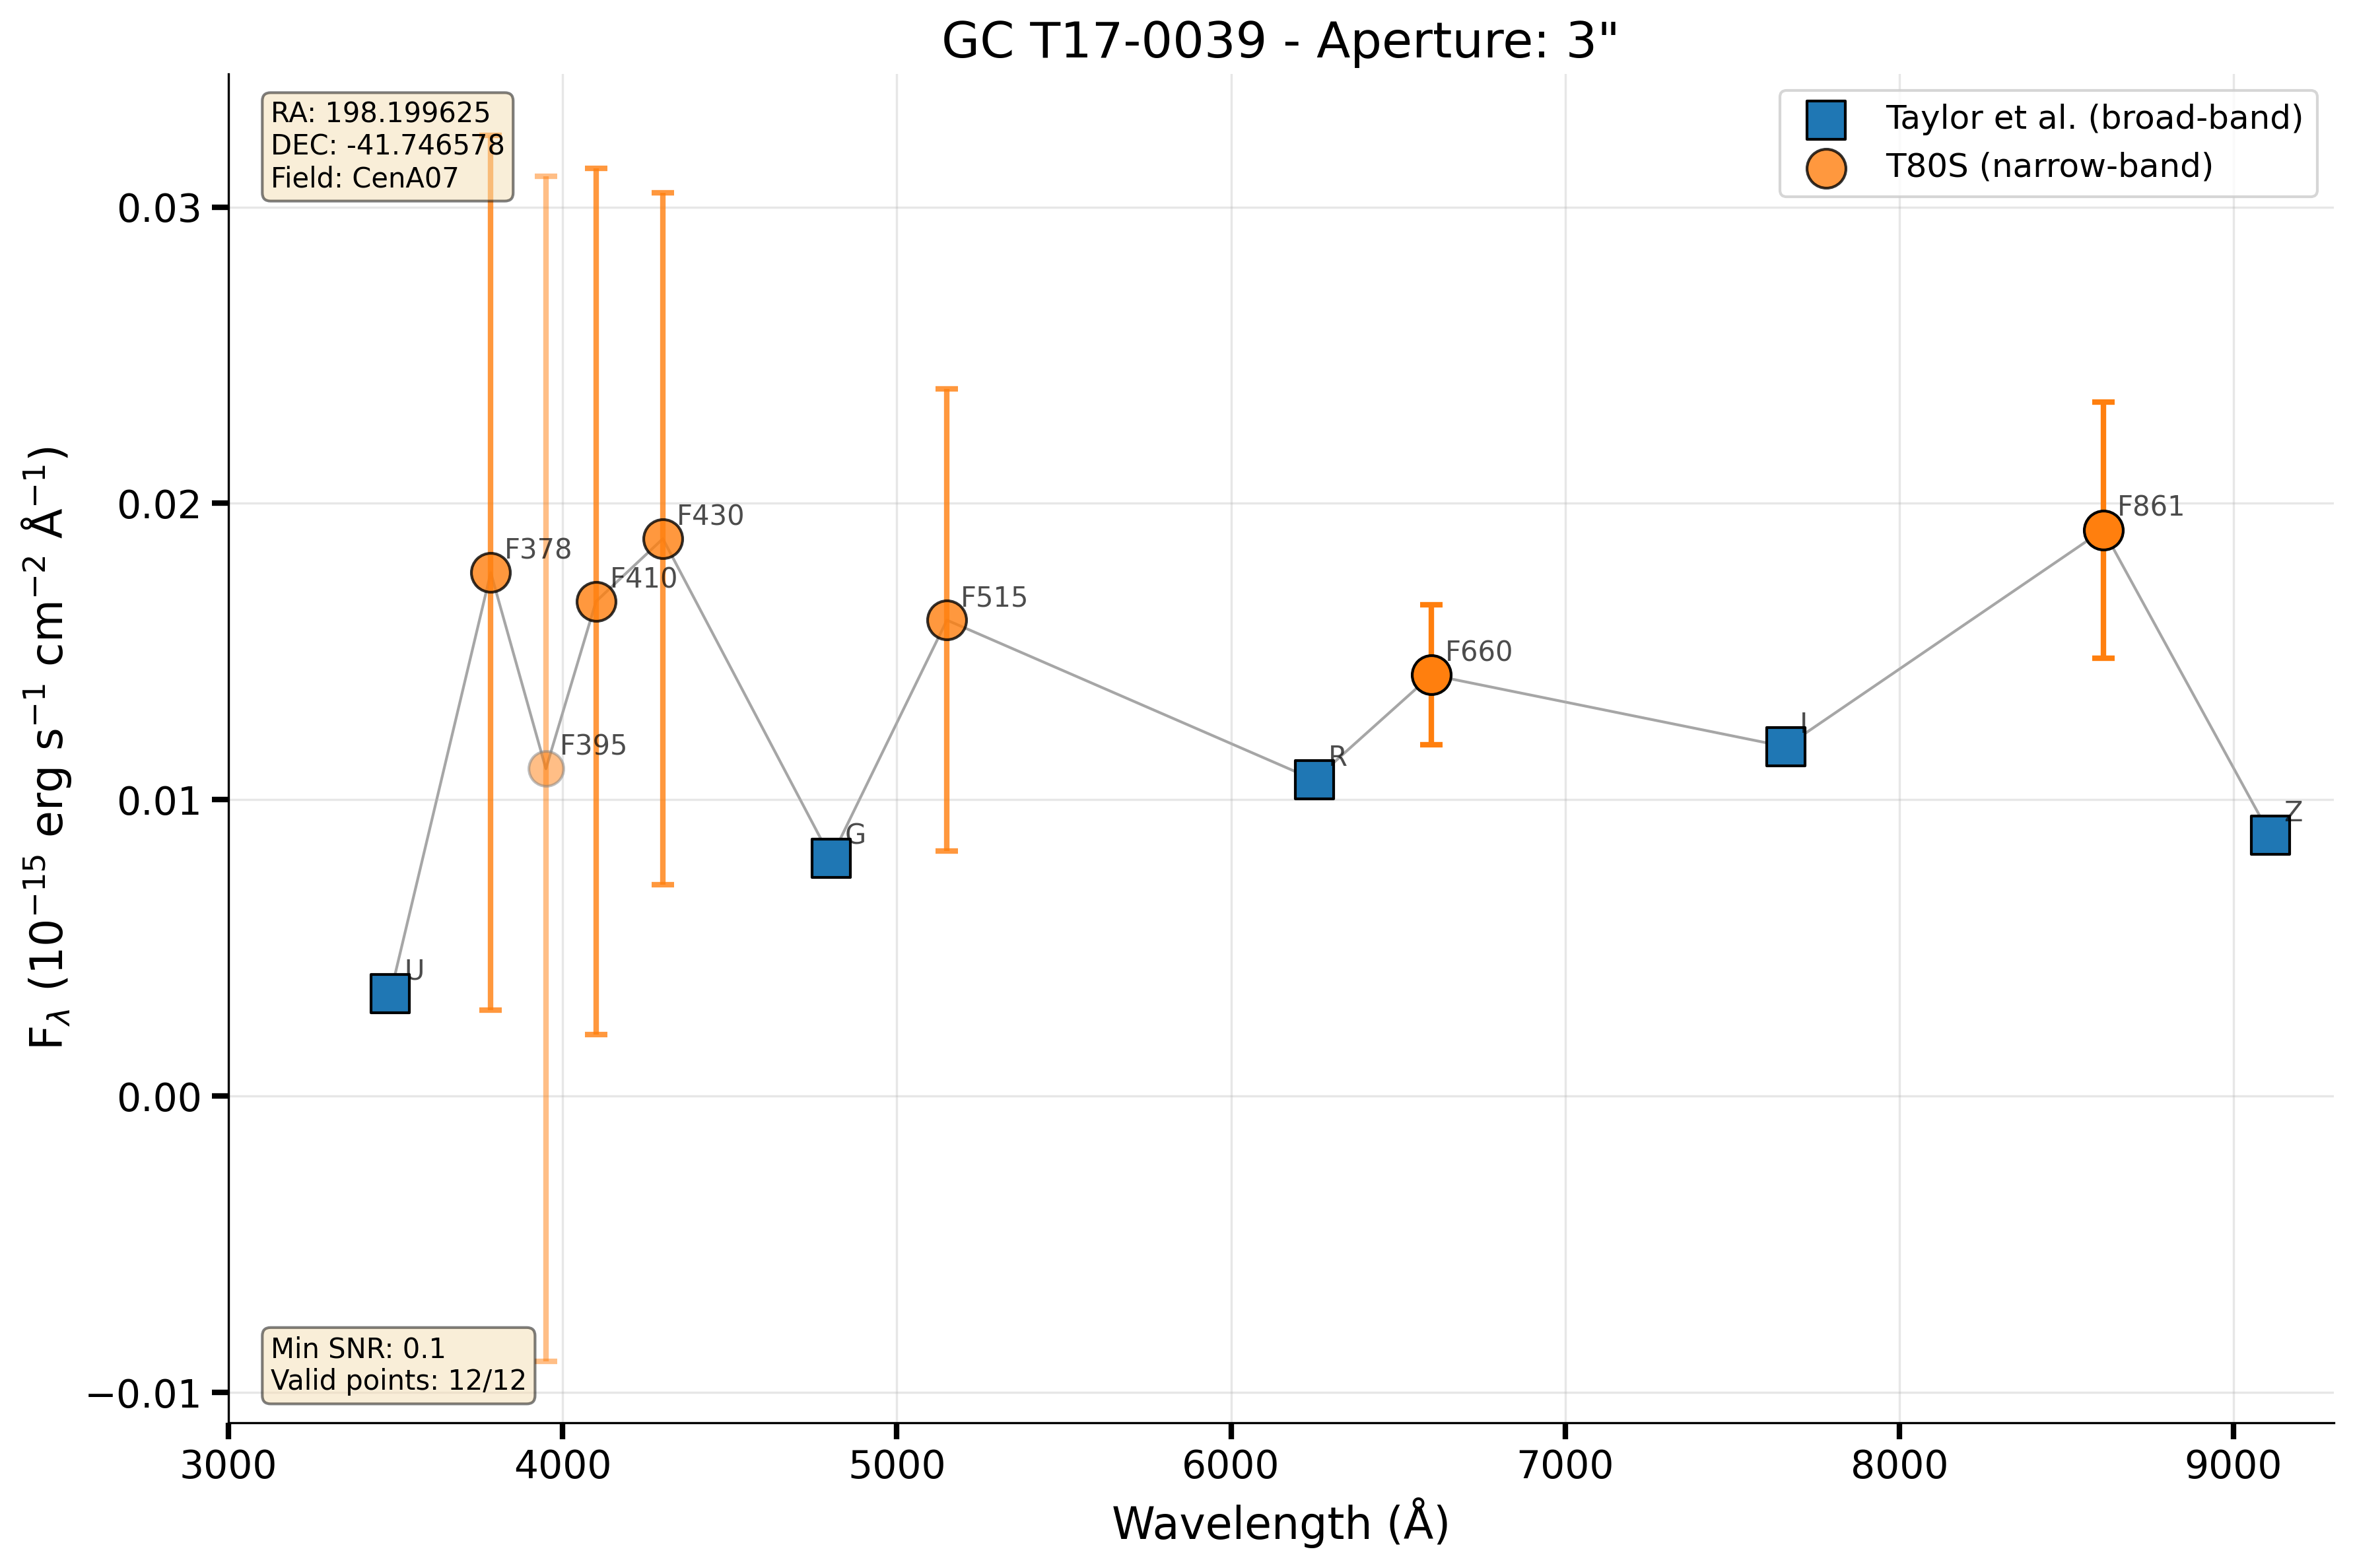 GC T17-0039 - Aperture: 3"
RA: 198.199625
DEC: -41.746578
Field: CenA07
Taylor et al. (broad-band)
T80S (narrow-band)
0.03
0.02
0.01
0.00
−0.01
F378
F395
F410
F430
F515
F660
F861
U
G
R
I
Z
F_λ (10⁻¹⁵ erg s⁻¹ cm⁻² Å⁻¹)
Min SNR: 0.1
Valid points: 12/12
3000 4000 5000 6000 7000 8000 9000
Wavelength (Å)